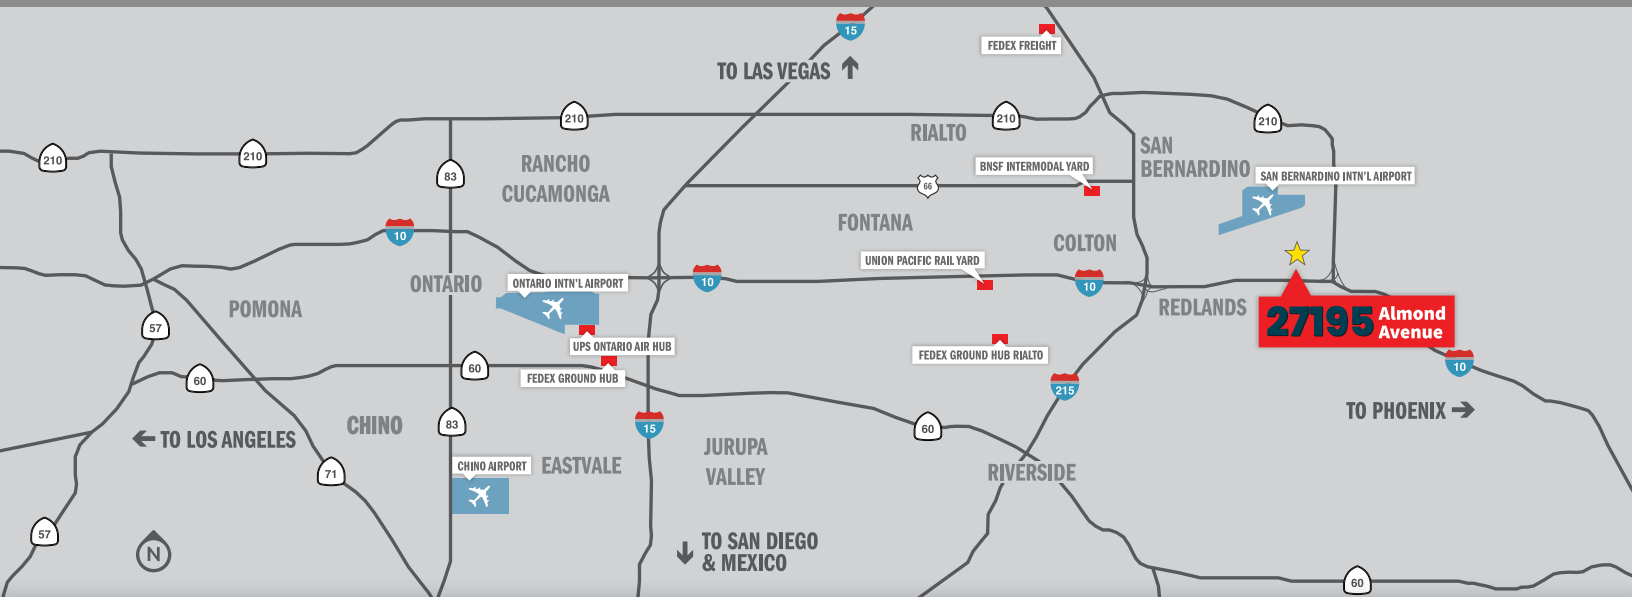 15
FEDEX FREIGHT
TO LAS VEGAS
210
210
210
RIALTO
SAN
BERNARDINO
210
210
RANCHO
CUCAMONGA
83
BNSF INTERMODAL YARD
SAN BERNARDINO INTN'L AIRPORT
66
10
FONTANA
COLTON
UNION PACIFIC RAIL YARD
ONTARIO
ONTARIO INTN'L AIRPORT
10
10
REDLANDS
POMONA
27195 Almond
Avenue
57
UPS ONTARIO AIR HUB
FEDEX GROUND HUB RIALTO
60
60
FEDEX GROUND HUB
10
215
TO PHOENIX
CHINO
83
15
60
TO LOS ANGELES
JURUPA
VALLEY
CHINO AIRPORT
EASTVALE
71
RIVERSIDE
57
N
TO SAN DIEGO
& MEXICO
60